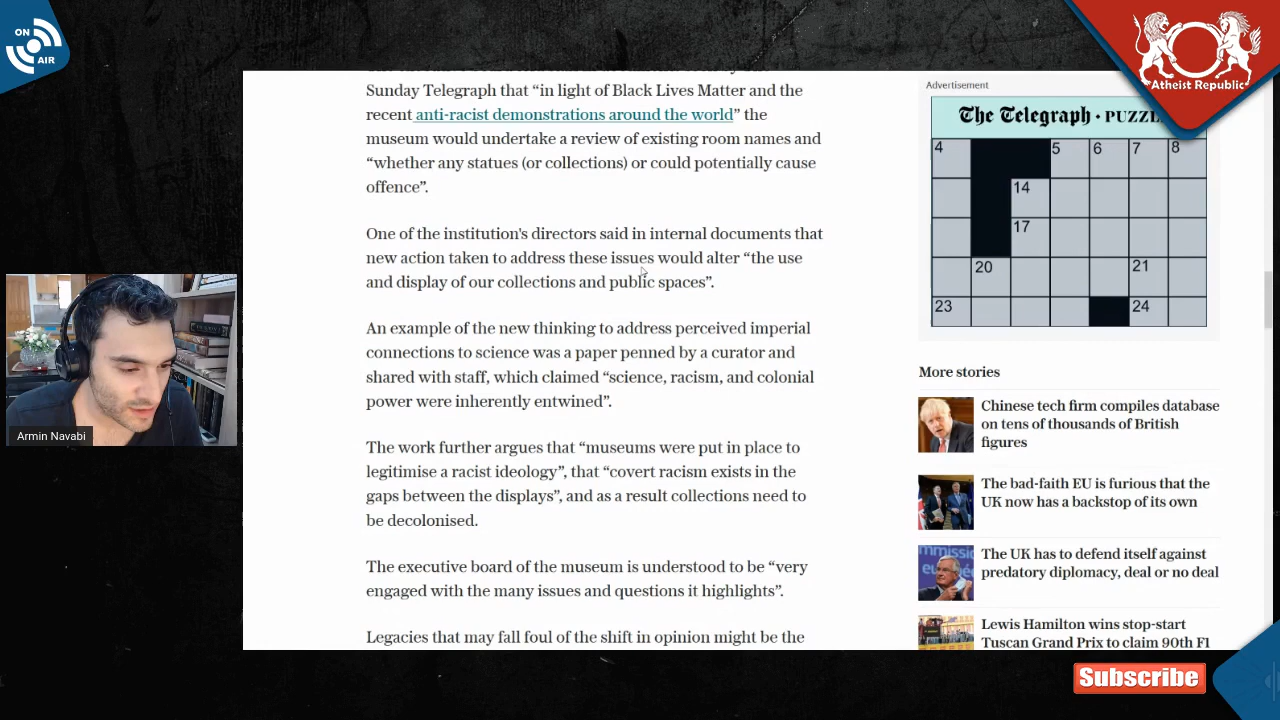 ON
AIR
Atheist Republic
Sunday Telegraph that “in light of Black Lives Matter and the
recent anti-racist demonstrations around the world” the
museum would undertake a review of existing room names and
“whether any statues (or collections) or could potentially cause
offence”.
One of the institution's directors said in internal documents that
new action taken to address these issues would alter “the use
and display of our collections and public spaces”.
An example of the new thinking to address perceived imperial
connections to science was a paper penned by a curator and
shared with staff, which claimed “science, racism, and colonial
power were inherently entwined”.
The work further argues that “museums were put in place to
legitimise a racist ideology”, that “covert racism exists in the
gaps between the displays”, and as a result collections need to
be decolonised.
The executive board of the museum is understood to be “very
engaged with the many issues and questions it highlights”.
Legacies that may fall foul of the shift in opinion might be the
Advertisement
The Telegraph • PUZZ
4 5 6 7 8
14
17
20 21
23 24
More stories
Chinese tech firm compiles database
on tens of thousands of British
figures
The bad-faith EU is furious that the
UK now has a backstop of its own
The UK has to defend itself against
predatory diplomacy, deal or no deal
Lewis Hamilton wins stop-start
Tuscan Grand Prix to claim 90th F1
Armin Navabi
Subscribe